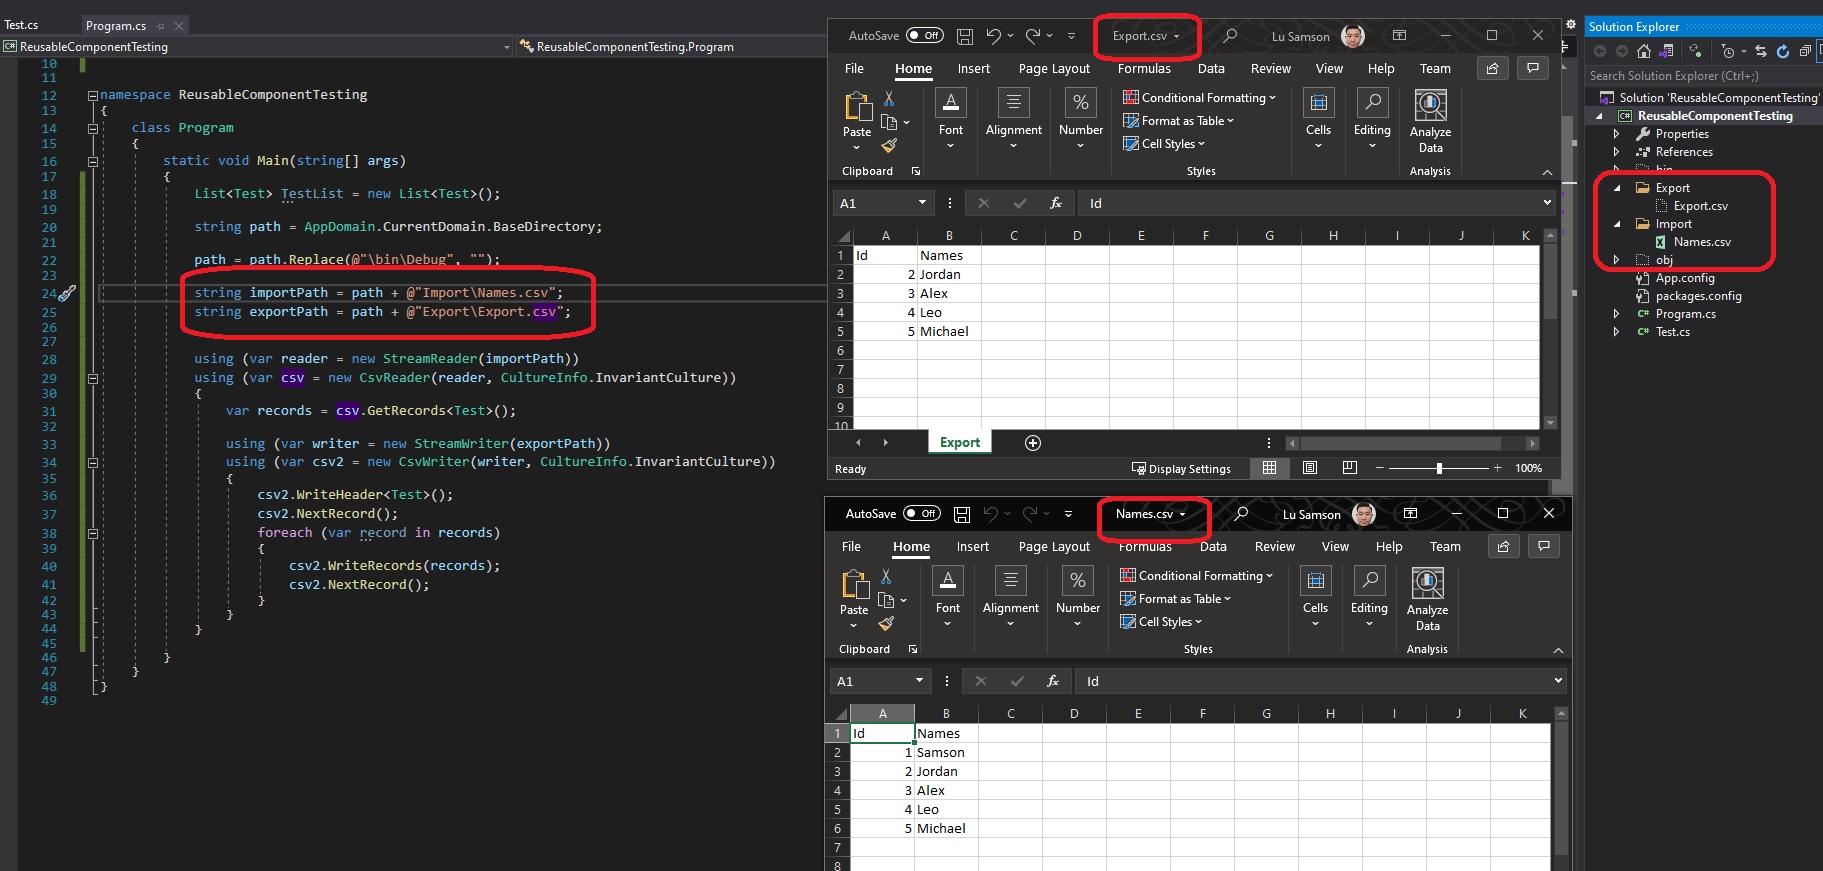 Test.cs
Program.cs
ReusableComponentTesting
ReusableComponentTesting.Program
10
11
12 namespace ReusableComponentTesting
13 {
14 class Program
15 {
16 static void Main(string[] args)
17 {
18 List<Test> TestList = new List<Test>();
19
20 string path = AppDomain.CurrentDomain.BaseDirectory;
21
22 path = path.Replace(@"\bin\Debug", "");
23
24 string importPath = path + @"Import\Names.csv";
25 string exportPath = path + @"Export\Export.csv";
26
27
28 using (var reader = new StreamReader(importPath))
29 using (var csv = new CsvReader(reader, CultureInfo.InvariantCulture))
30 {
31 var records = csv.GetRecords<Test>();
32
33 using (var writer = new StreamWriter(exportPath))
34 using (var csv2 = new CsvWriter(writer, CultureInfo.InvariantCulture))
35 {
36 csv2.WriteHeader<Test>();
37 csv2.NextRecord();
38 foreach (var record in records)
39 {
40 csv2.WriteRecords(records);
41 csv2.NextRecord();
42 }
43 }
44 }
45
46 }
47 }
48 }
49
AutoSave Off Export.csv Lu Samson
File Home Insert Page Layout Formulas Data Review View Help Team
Paste Font Alignment Number Conditional Formatting Cells Editing Analyze Data
Format as Table
Cell Styles
Clipboard Styles Analysis
A1 fx Id
A B C D E F G H I J K
1 Id Names
2 2 Jordan
3 3 Alex
4 4 Leo
5 5 Michael
6
7
8
9
10
Export
Ready Display Settings 100%
AutoSave Off Names.csv Lu Samson
File Home Insert Page Layout Formulas Data Review View Help Team
Paste Font Alignment Number Conditional Formatting Cells Editing Analyze Data
Format as Table
Cell Styles
Clipboard Styles Analysis
A1 fx Id
A B C D E F G H I J K
1 Id Names
2 1 Samson
3 2 Jordan
4 3 Alex
5 4 Leo
6 5 Michael
7
8
Solution Explorer
Search Solution Explorer (Ctrl+;)
Solution 'ReusableComponentTesting'
C# ReusableComponentTesting
Properties
References
bin
Export
Export.csv
Import
Names.csv
obj
App.config
packages.config
C# Program.cs
C# Test.cs